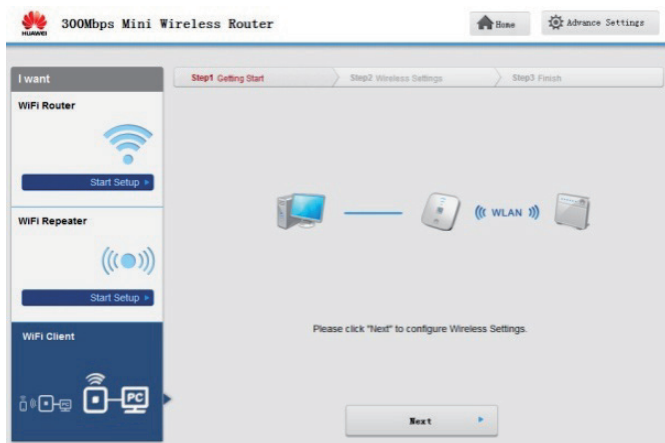 HUAWEI
300Mbps Mini Wireless Router
Home
Advance Settings
I want
Step1 Getting Start
Step2 Wireless Settings
Step3 Finish
WiFi Router
Start Setup
WiFi Repeater
Start Setup
WiFi Client
PC
WLAN
Please click "Next" to configure Wireless Settings.
Next